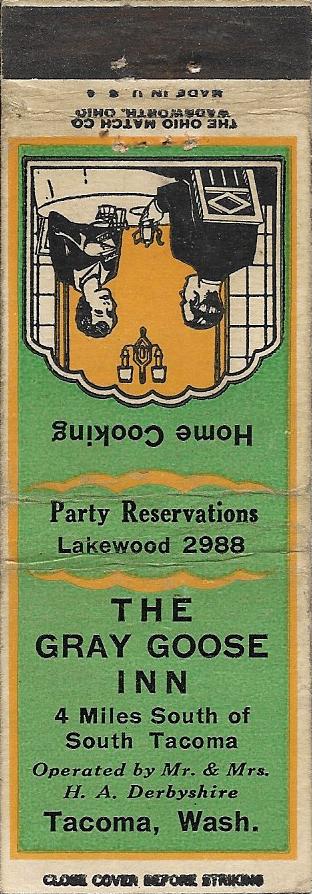 MADE IN U S A
THE OHIO MATCH CO
WADSWORTH, OHIO
Home Cooking
Party Reservations
Lakewood 2988
THE
GRAY GOOSE
INN
4 Miles South of
South Tacoma
Operated by Mr. & Mrs.
H. A. Derbyshire
Tacoma, Wash.
CLOSE COVER BEFORE STRIKING